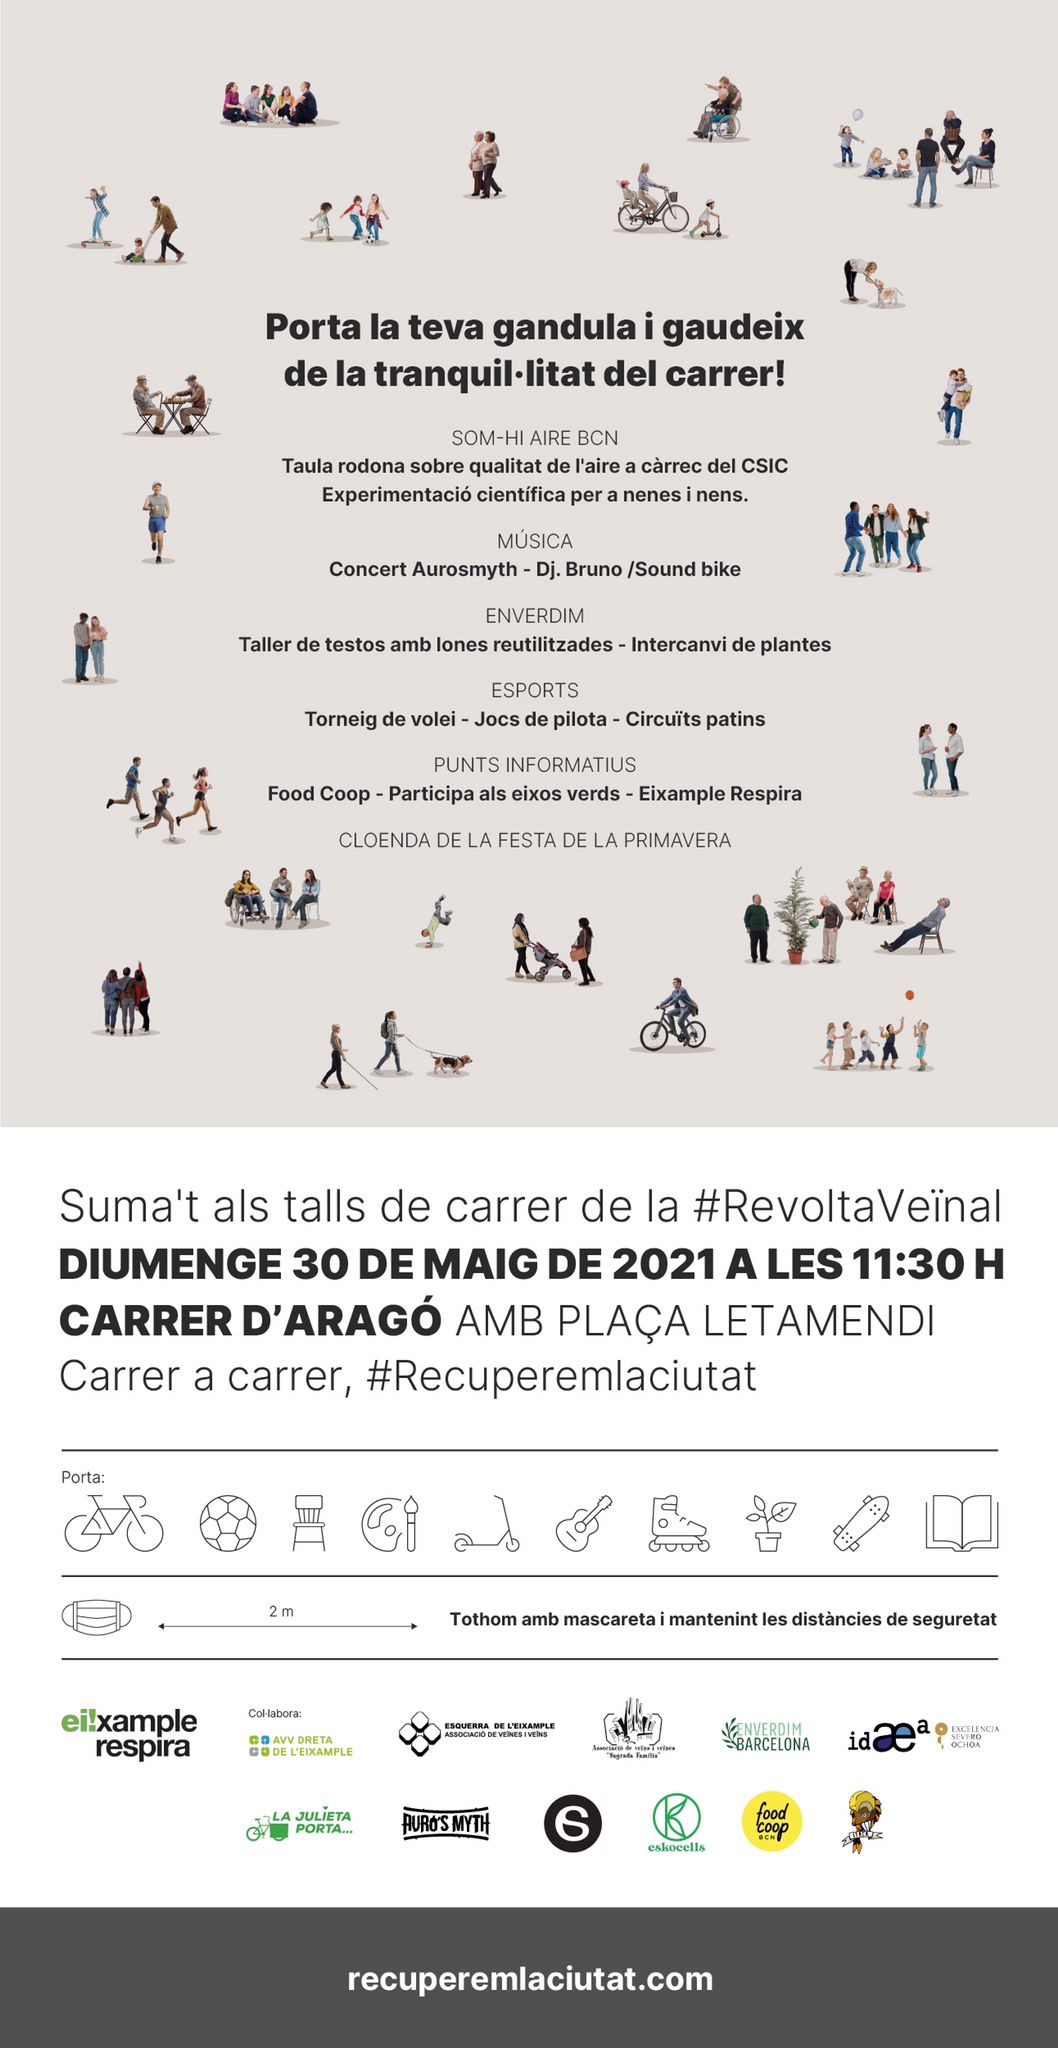 Porta la teva gandula i gaudeix
de la tranquil·litat del carrer!
SOM-HI AIRE BCN
Taula rodona sobre qualitat de l'aire a càrrec del CSIC
Experimentació científica per a nenes i nens.
MÚSICA
Concert Aurosmyth - Dj. Bruno /Sound bike
ENVERDIM
Taller de testos amb lones reutilitzades - Intercanvi de plantes
ESPORTS
Torneig de volei - Jocs de pilota - Circuïts patins
PUNTS INFORMATIUS
Food Coop - Participa als eixos verds - Eixample Respira
CLOENDA DE LA FESTA DE LA PRIMAVERA
Suma't als talls de carrer de la #RevoltaVeïnal
DIUMENGE 30 DE MAIG DE 2021 A LES 11:30 H
CARRER D'ARAGÓ AMB PLAÇA LETAMENDI
Carrer a carrer, #Recuperemlaciutat
Porta:
2 m
Tothom amb mascareta i mantenint les distàncies de seguretat
ei!xample
respira
Col·labora:
AVV DRETA
DE L'EIXAMPLE
ESQUERRA DE L'EIXAMPLE
ASSOCIACIÓ DE VEÏNES I VEÏNS
Associació de veïns i veïnes
"Sagrada Família"
ENVERDIM
BARCELONA
idæa
EXCELENCIA
SEVERO
OCHOA
LA JULIETA
PORTA...
AURO'S MYTH
S
eskocells
food
coop
BCN
recuperemlaciutat.com